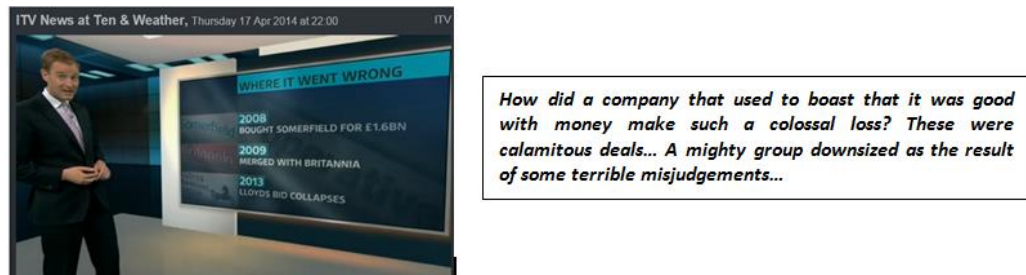 ITV News at Ten & Weather, Thursday 17 Apr 2014 at 22:00 ITV
WHERE IT WENT WRONG
2008
BOUGHT SOMERFIELD FOR £1.6BN
2009
MERGED WITH BRITANNIA
2013
LLOYDS BID COLLAPSES
How did a company that used to boast that it was good
with money make such a colossal loss? These were
calamitous deals... A mighty group downsized as the result
of some terrible misjudgements...